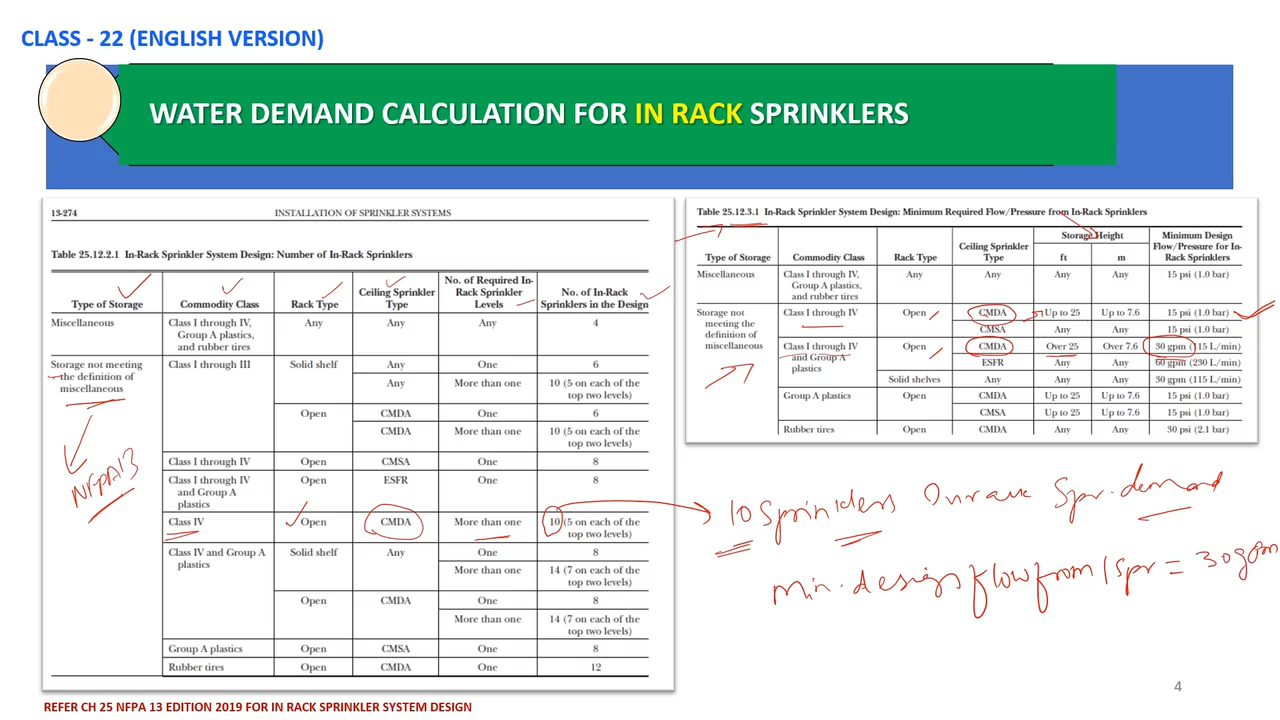 CLASS - 22 (ENGLISH VERSION)
WATER DEMAND CALCULATION FOR IN RACK SPRINKLERS
13-274 INSTALLATION OF SPRINKLER SYSTEMS
Table 25.12.2.1 In-Rack Sprinkler System Design: Number of In-Rack Sprinklers
Type of Storage Commodity Class Rack Type Ceiling Sprinkler Type No. of Required In-Rack Sprinkler Levels No. of In-Rack Sprinklers in the Design
Miscellaneous Class I through IV, Group A plastics, and rubber tires Any Any Any 4
Storage not meeting the definition of miscellaneous Class I through III Solid shelf Any One 6
Any More than one 10 (5 on each of the top two levels)
Open CMDA One 6
CMDA More than one 10 (5 on each of the top two levels)
Class I through IV Open CMSA One 8
Class I through IV and Group A plastics Open ESFR One 8
Class IV Open CMDA More than one 10 (5 on each of the top two levels)
Class IV and Group A plastics Solid shelf Any One 8
More than one 14 (7 on each of the top two levels)
Open CMDA One 8
More than one 14 (7 on each of the top two levels)
Group A plastics Open CMSA One 8
Rubber tires Open CMDA One 12
NFPA13
Table 25.12.3.1 In-Rack Sprinkler System Design: Minimum Required Flow/Pressure from In-Rack Sprinklers
Type of Storage Commodity Class Rack Type Ceiling Sprinkler Type Storage Height ft m Minimum Design Flow/Pressure for In-Rack Sprinklers
Miscellaneous Class I through IV, Group A plastics, and rubber tires Any Any Any Any 15 psi (1.0 bar)
Storage not meeting the definition of miscellaneous Class I through IV Open CMDA Up to 25 Up to 7.6 15 psi (1.0 bar)
CMSA Any Any 15 psi (1.0 bar)
Class I through IV and Group A plastics Open CMDA Over 25 Over 7.6 30 gpm (115 L/min)
ESFR Any Any 60 gpm (230 L/min)
Solid shelves Any Any Any 30 gpm (115 L/min)
Group A plastics Open CMDA Up to 25 Up to 7.6 15 psi (1.0 bar)
CMSA Up to 25 Up to 7.6 15 psi (1.0 bar)
Rubber tires Open CMDA Any Any 30 psi (2.1 bar)
10 Sprinklers Spr. demand
Min. design flow from 1 Spr = 30 gpm
4
REFER CH 25 NFPA 13 EDITION 2019 FOR IN RACK SPRINKLER SYSTEM DESIGN